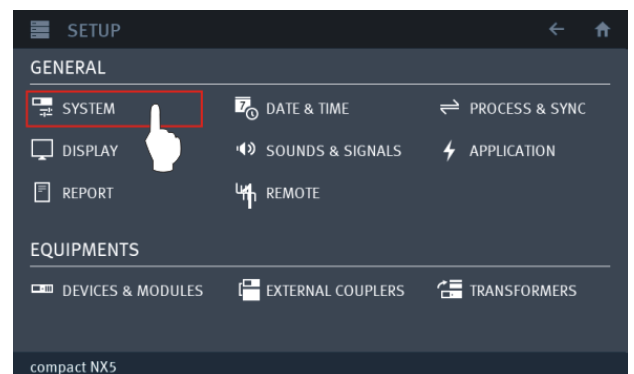 SETUP
GENERAL
SYSTEM
7 DATE & TIME
PROCESS & SYNC
DISPLAY
SOUNDS & SIGNALS
APPLICATION
REPORT
REMOTE
EQUIPMENTS
DEVICES & MODULES
EXTERNAL COUPLERS
TRANSFORMERS
compact NX5